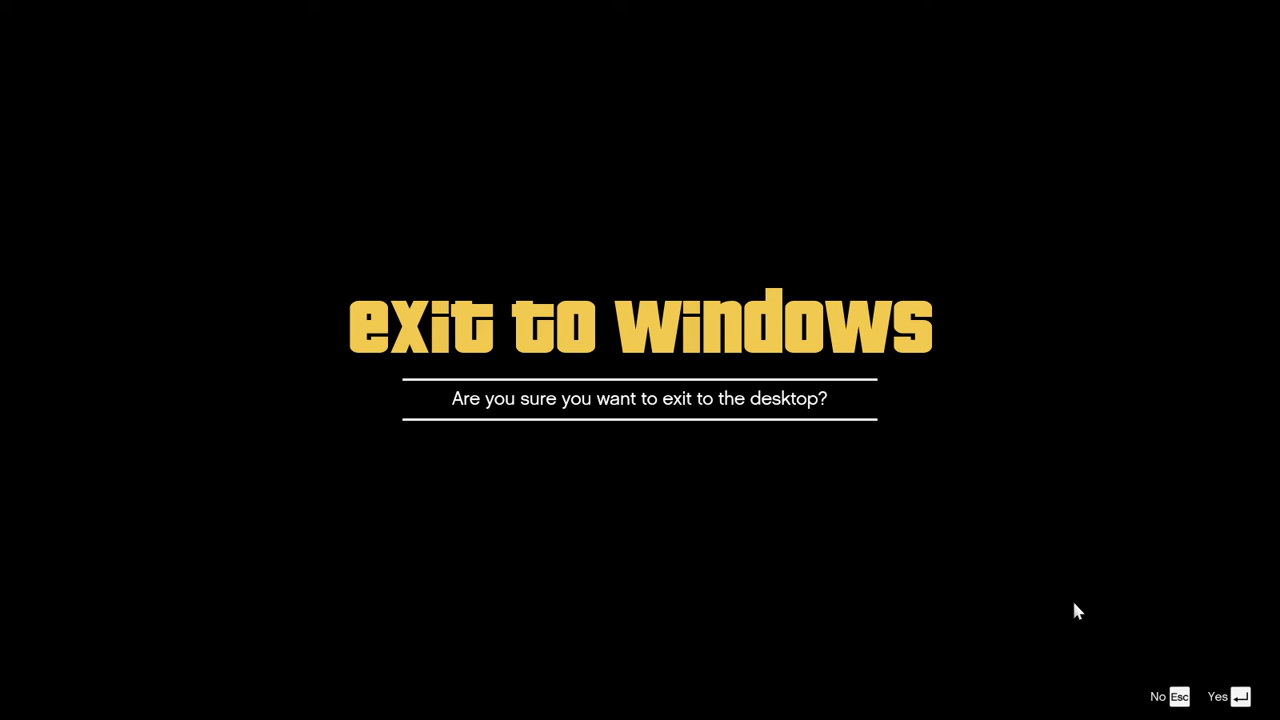 exit to windows
Are you sure you want to exit to the desktop?
No Esc Yes ↵